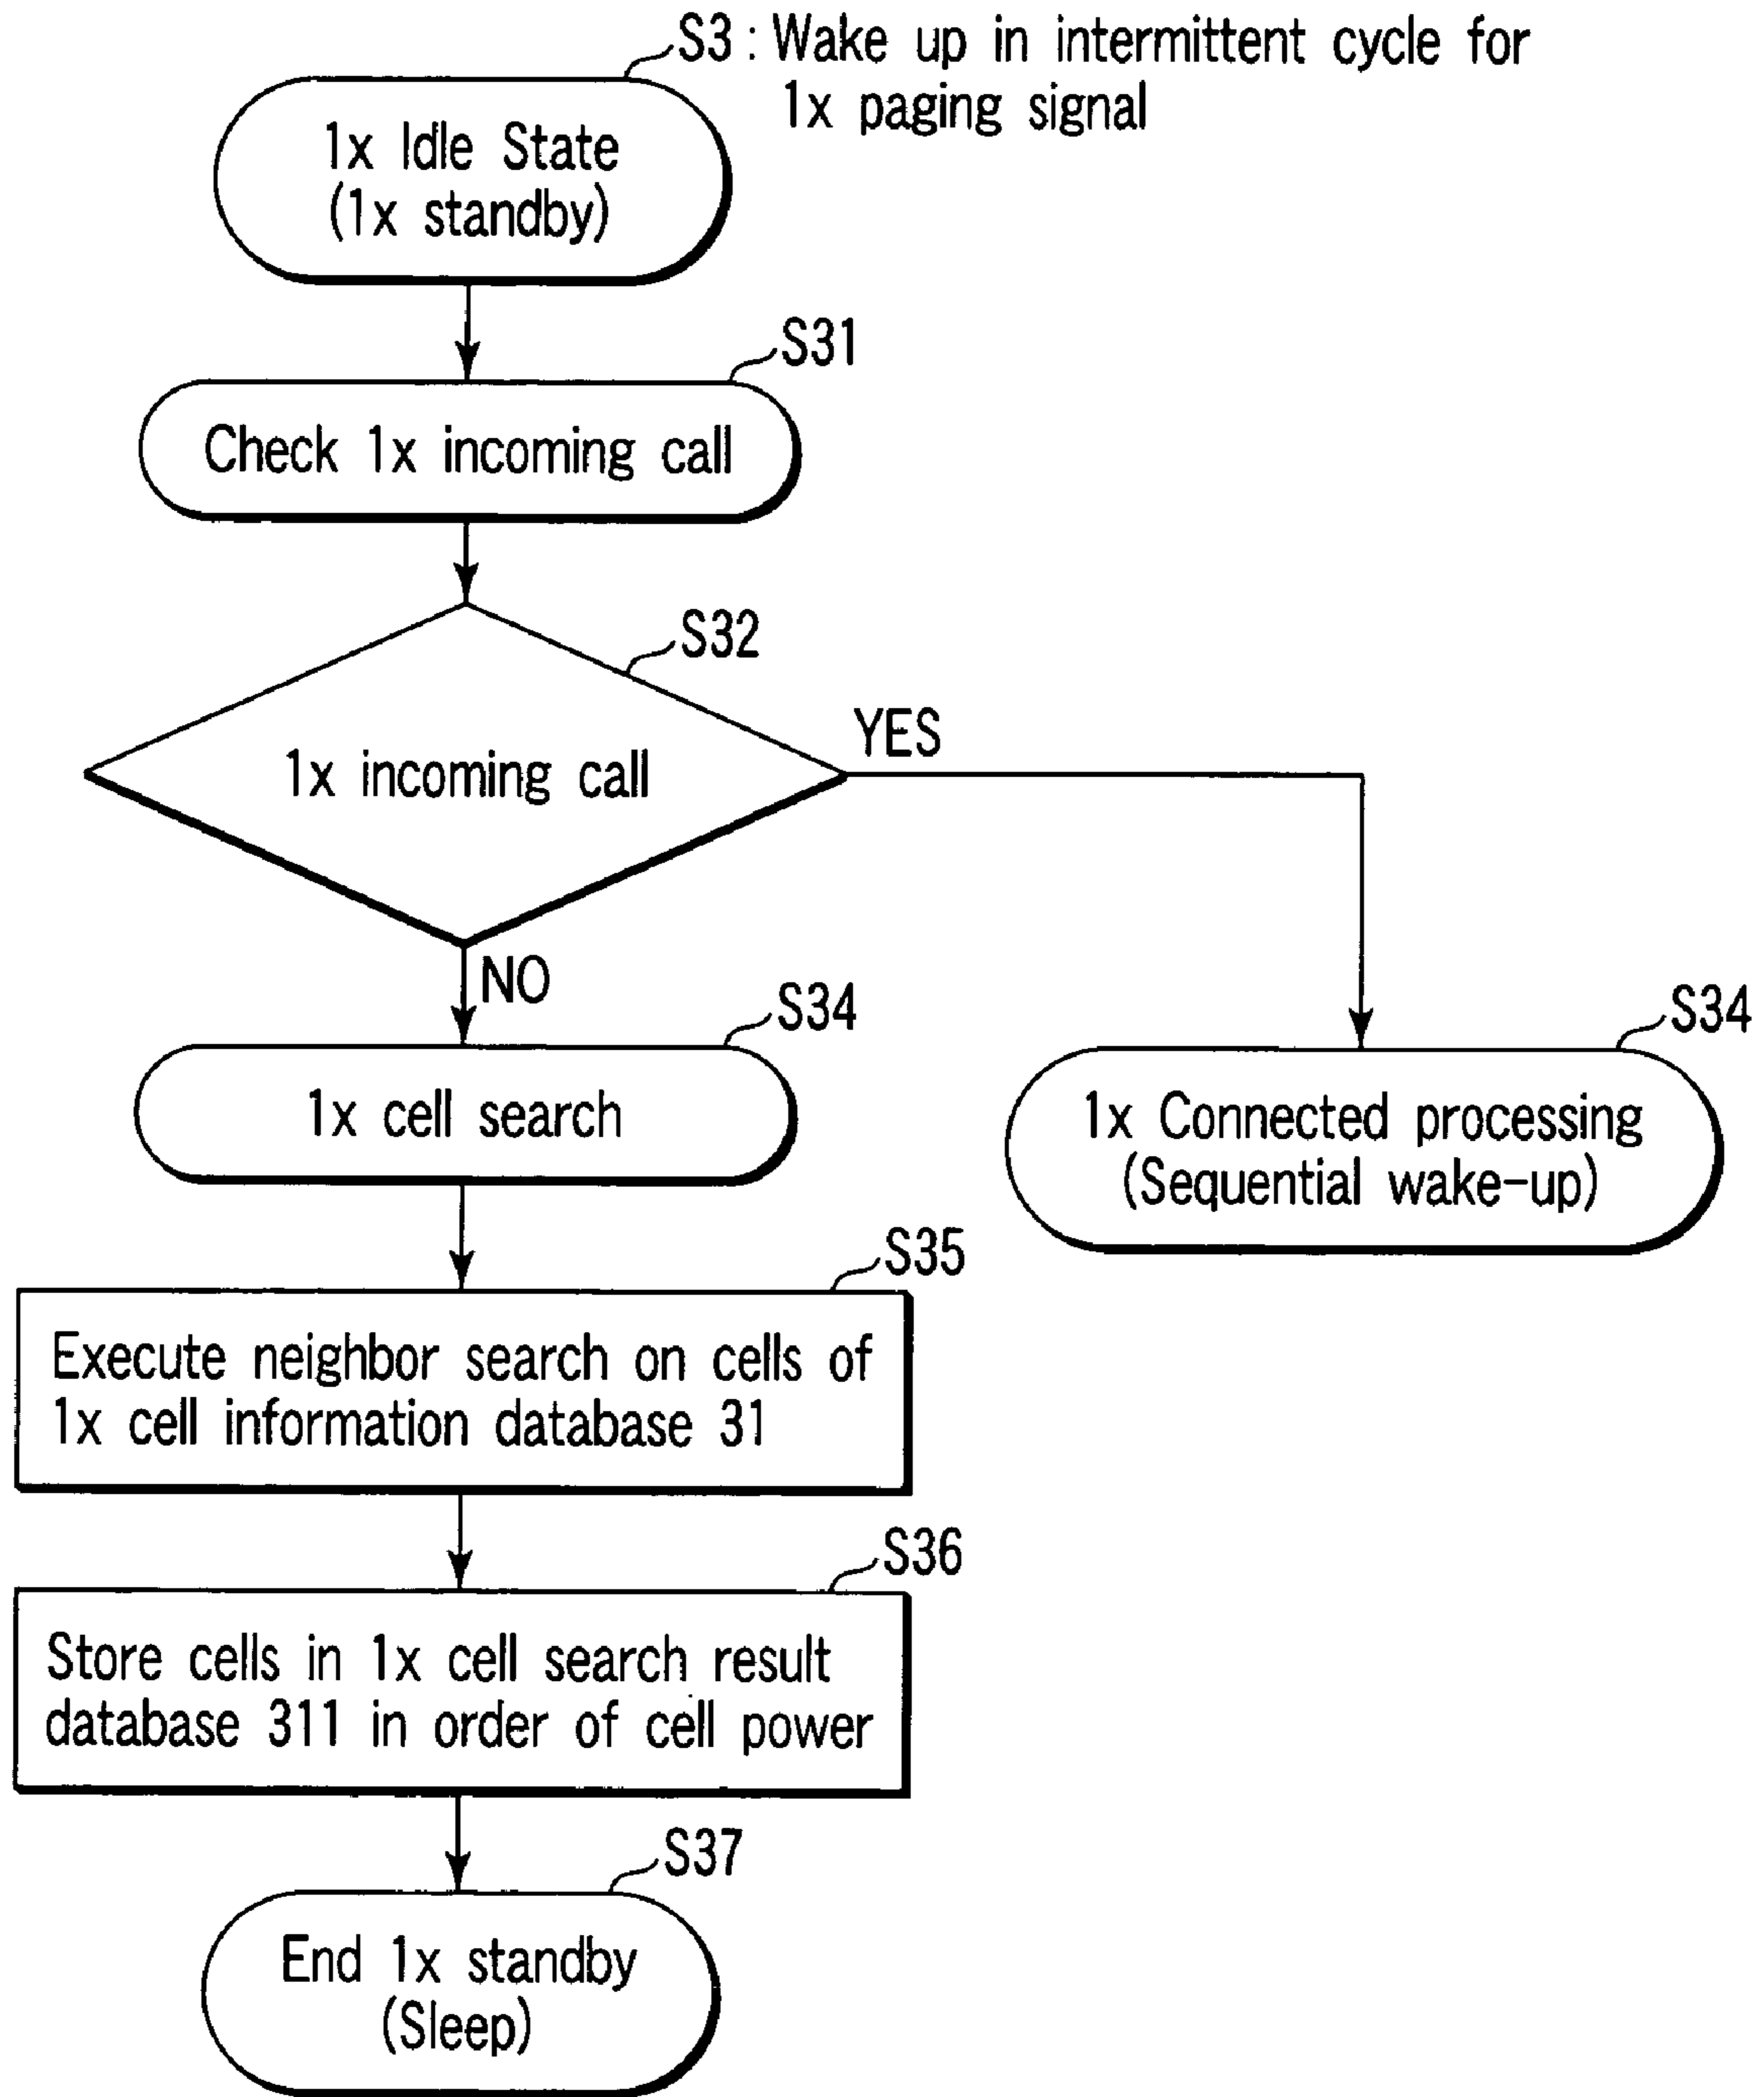 S3 : Wake up in intermittent cycle for
1x paging signal
1x Idle State
(1x standby)
S31
Check 1x incoming call
S32
1x incoming call
YES
NO
S34
1x cell search
S34
1x Connected processing
(Sequential wake-up)
S35
Execute neighbor search on cells of
1x cell information database 31
S36
Store cells in 1x cell search result
database 311 in order of cell power
S37
End 1x standby
(Sleep)